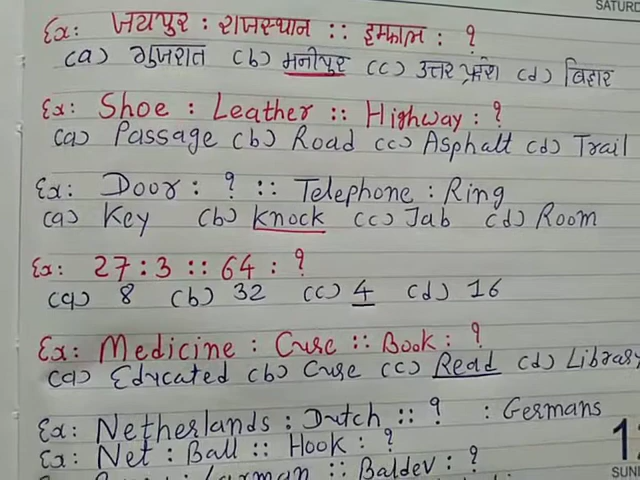 SATURD
Ex: जयपुर : राजस्थान :: इम्फाल : ?
(a) गुजरात (b) मनीपुर (c) उत्तर प्रदेश (d) बिहार
Ex: Shoe : Leather :: Highway : ?
(a) Passage (b) Road (c) Asphalt (d) Trail
Ex: Door : ? :: Telephone : Ring
(a) Key (b) Knock (c) Jab (d) Room
Ex: 27 : 3 :: 64 : ?
(a) 8 (b) 32 (c) 4 (d) 16
Ex: Medicine : Cure :: Book : ?
(a) Educated (b) Cure (c) Read (d) Library
Ex: Netherlands : Dutch :: ? : Germans
Ex: Net : Ball :: Hook : ?
:: Baldev : ?
SUN